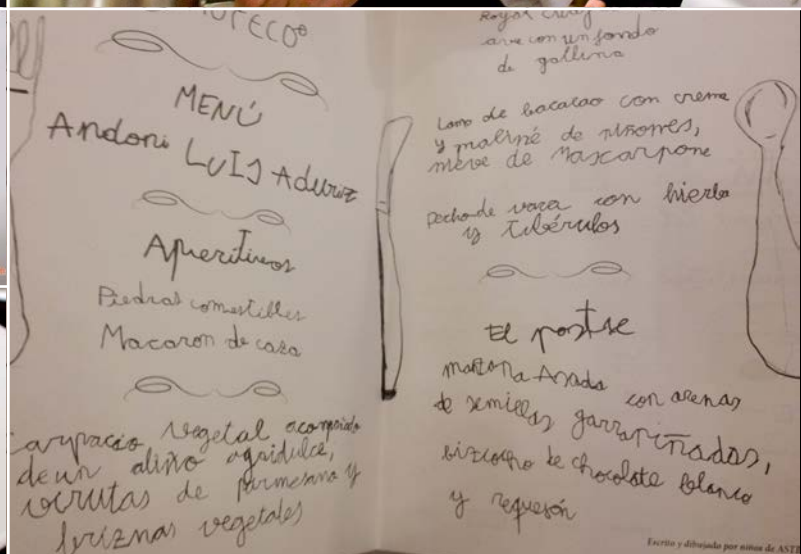 MENÚ
Andoni LUIS Aduriz
Aperitivos
Piedras comestibles
Macaron de caza
vegetal acompañado
de un aliño agridulce,
virutas de parmesano y
briznas vegetales
Royal
ave con un fondo
de gallina
Lomo de bacalao con crema
y praliné de piñones,
nieve de Mascarpone
Pecho de vaca con hierba
y tubérculos
El postre
manzana Asada con arenas
de semillas garrapiñadas,
bizcocho de chocolate blanco
y requesón
Escrito y dibujado por niños de